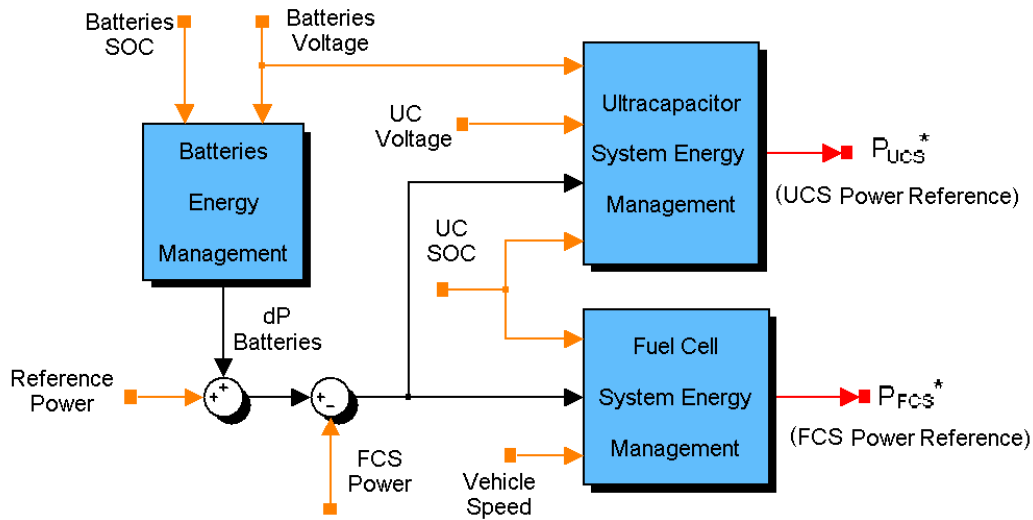 Batteries
SOC
Batteries
Voltage
UC
Voltage
Ultracapacitor
System Energy
Management
P_UCS*
(UCS Power Reference)
Batteries
Energy
Management
UC
SOC
dP
Batteries
Reference
Power
+
+
+
-
FCS
Power
Vehicle
Speed
Fuel Cell
System Energy
Management
P_FCS*
(FCS Power Reference)